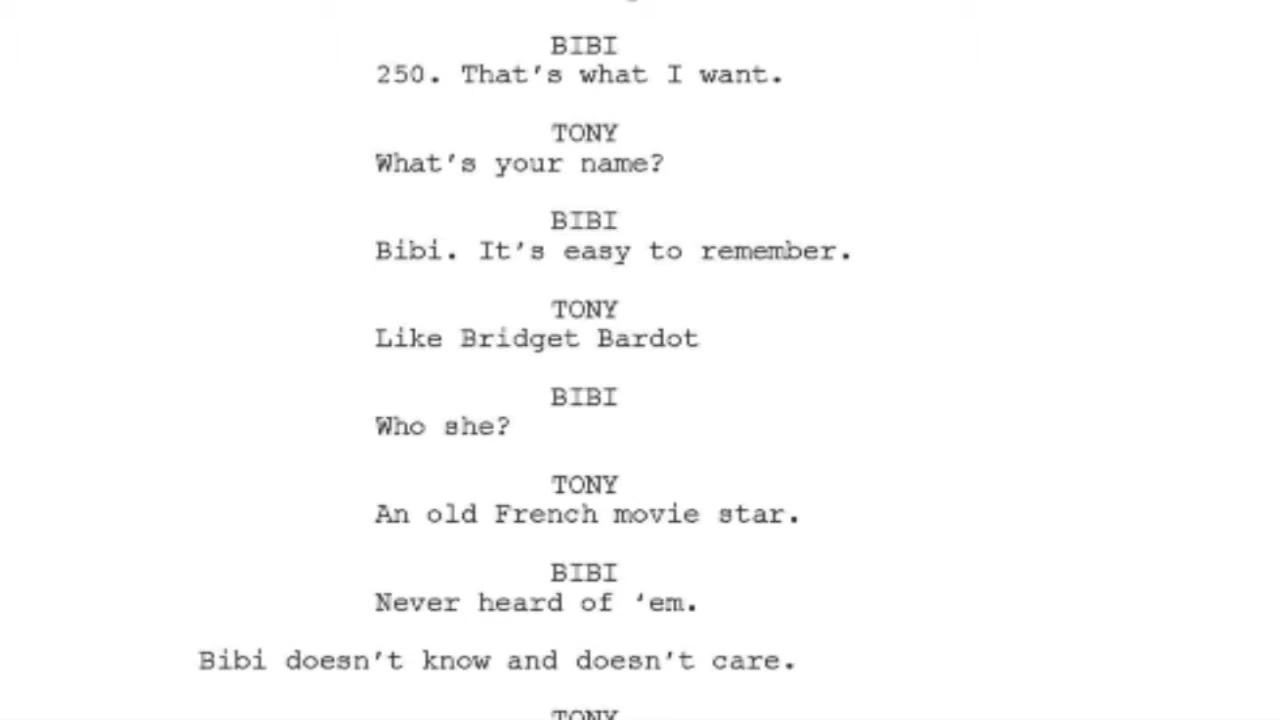 BIBI
250. That's what I want.
TONY
What's your name?
BIBI
Bibi. It's easy to remember.
TONY
Like Bridget Bardot
BIBI
Who she?
TONY
An old French movie star.
BIBI
Never heard of ‘em.
Bibi doesn't know and doesn't care.
TONY